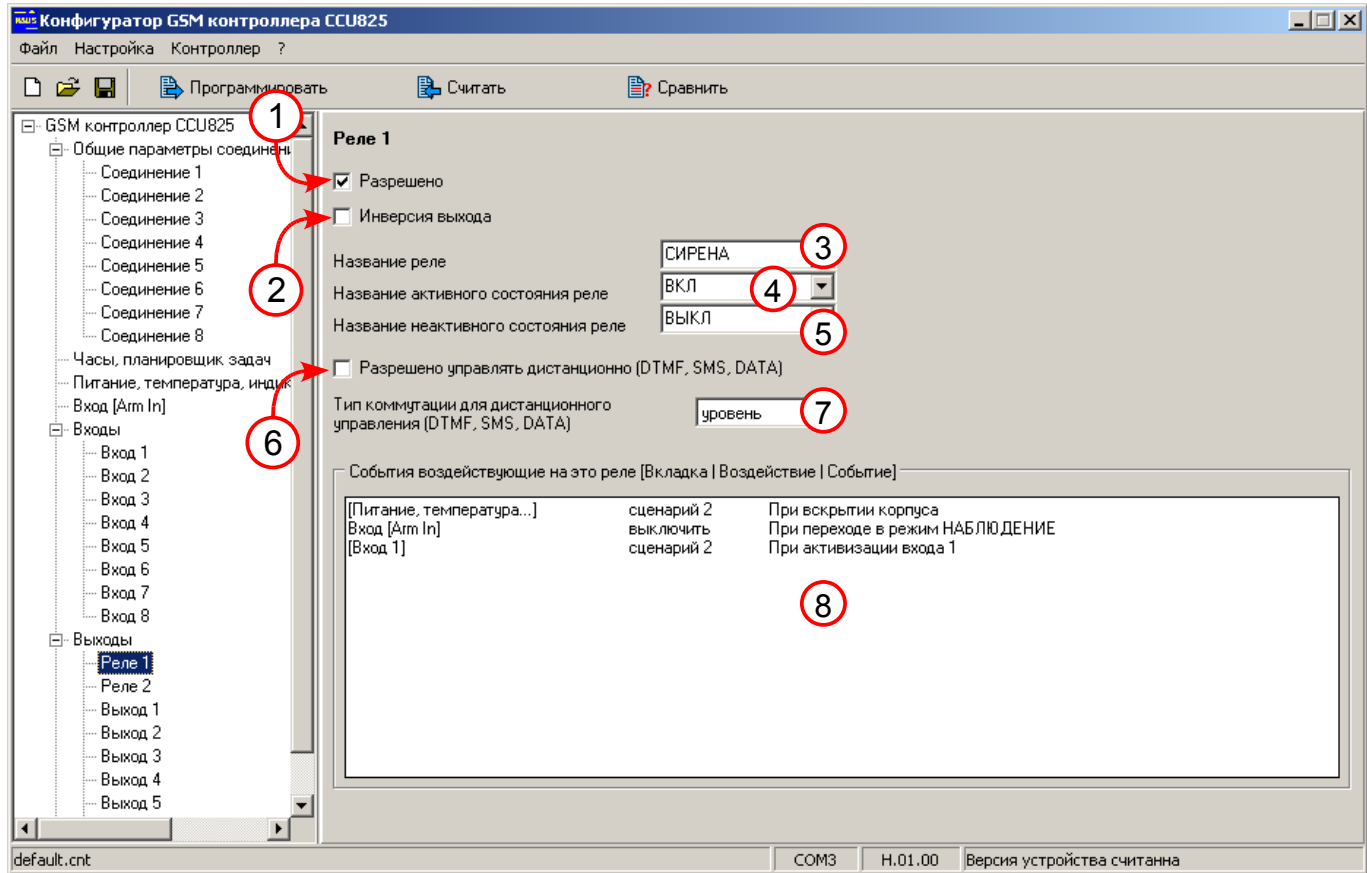 Конфигуратор GSM контроллера CCU825
Файл Настройка Контроллер ?
Программировать Считать Сравнить
GSM контроллер CCU825
Общие параметры соединени
Соединение 1
Соединение 2
Соединение 3
Соединение 4
Соединение 5
Соединение 6
Соединение 7
Соединение 8
Часы, планировщик задач
Питание, температура, индик
Вход [Arm In]
Входы
Вход 1
Вход 2
Вход 3
Вход 4
Вход 5
Вход 6
Вход 7
Вход 8
Выходы
Реле 1
Реле 2
Выход 1
Выход 2
Выход 3
Выход 4
Выход 5
Реле 1
1
Разрешено
2
Инверсия выхода
Название реле СИРЕНА 3
Название активного состояния реле ВКЛ 4
Название неактивного состояния реле ВЫКЛ 5
6
Разрешено управлять дистанционно (DTMF, SMS, DATA)
Тип коммутации для дистанционного
управления (DTMF, SMS, DATA) уровень 7
События воздействующие на это реле [Вкладка | Воздействие | Событие]
[Питание, температура...] сценарий 2 При вскрытии корпуса
Вход [Arm In] выключить При переходе в режим НАБЛЮДЕНИЕ
[Вход 1] сценарий 2 При активизации входа 1
8
default.cnt COM3 H.01.00 Версия устройства считанна